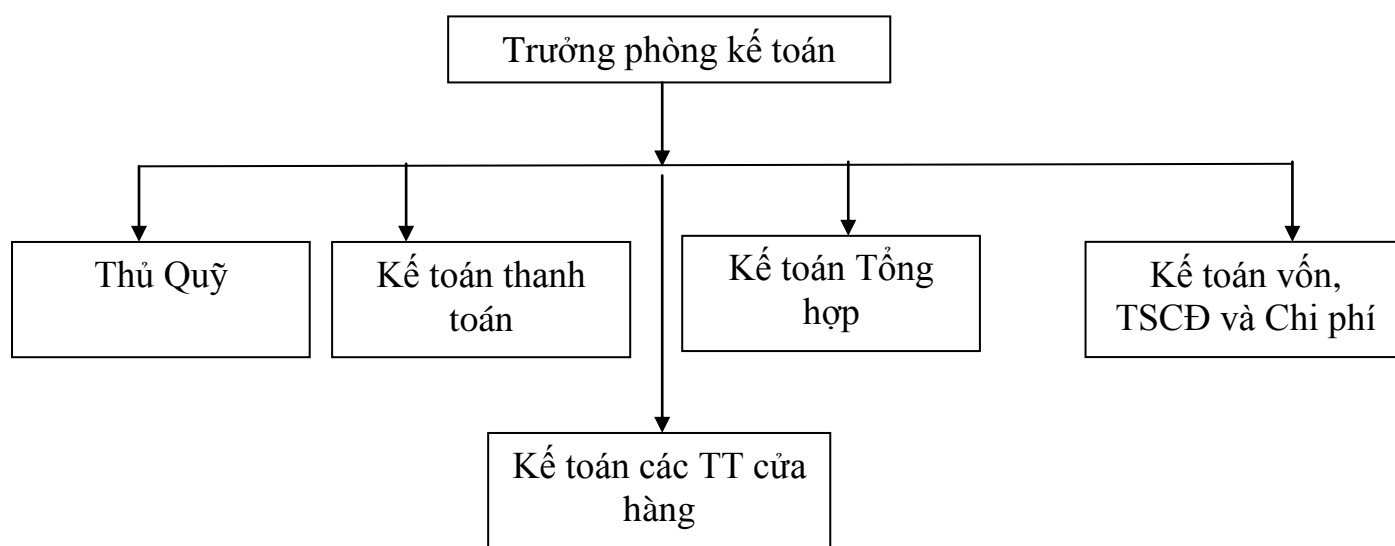 Trưởng phòng kế toán
Thủ Quỹ
Kế toán thanh
toán
Kế toán Tổng
hợp
Kế toán vốn,
TSCĐ và Chi phí
Kế toán các TT cửa
hàng